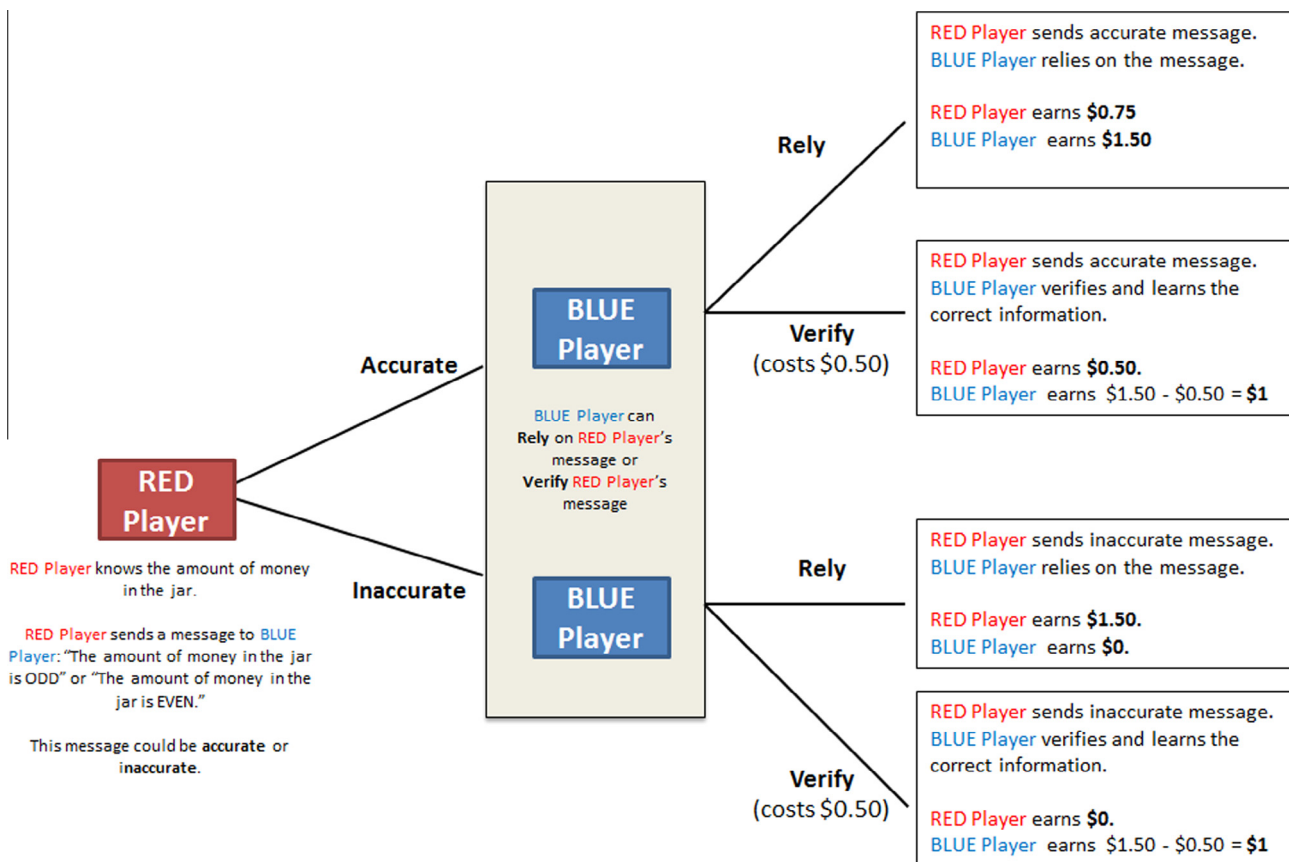 RED
Player
RED Player knows the amount of money
in the jar.
RED Player sends a message to BLUE
Player: “The amount of money in the jar
is ODD” or “The amount of money in the
jar is EVEN.”
This message could be accurate or
inaccurate.
Accurate
Inaccurate
BLUE
Player
BLUE Player can
Rely on RED Player’s
message or
Verify RED Player’s
message
BLUE
Player
Rely
Verify
(costs $0.50)
Rely
Verify
(costs $0.50)
RED Player sends accurate message.
BLUE Player relies on the message.
RED Player earns $0.75
BLUE Player earns $1.50
RED Player sends accurate message.
BLUE Player verifies and learns the
correct information.
RED Player earns $0.50.
BLUE Player earns $1.50 - $0.50 = $1
RED Player sends inaccurate message.
BLUE Player relies on the message.
RED Player earns $1.50.
BLUE Player earns $0.
RED Player sends inaccurate message.
BLUE Player verifies and learns the
correct information.
RED Player earns $0.
BLUE Player earns $1.50 - $0.50 = $1